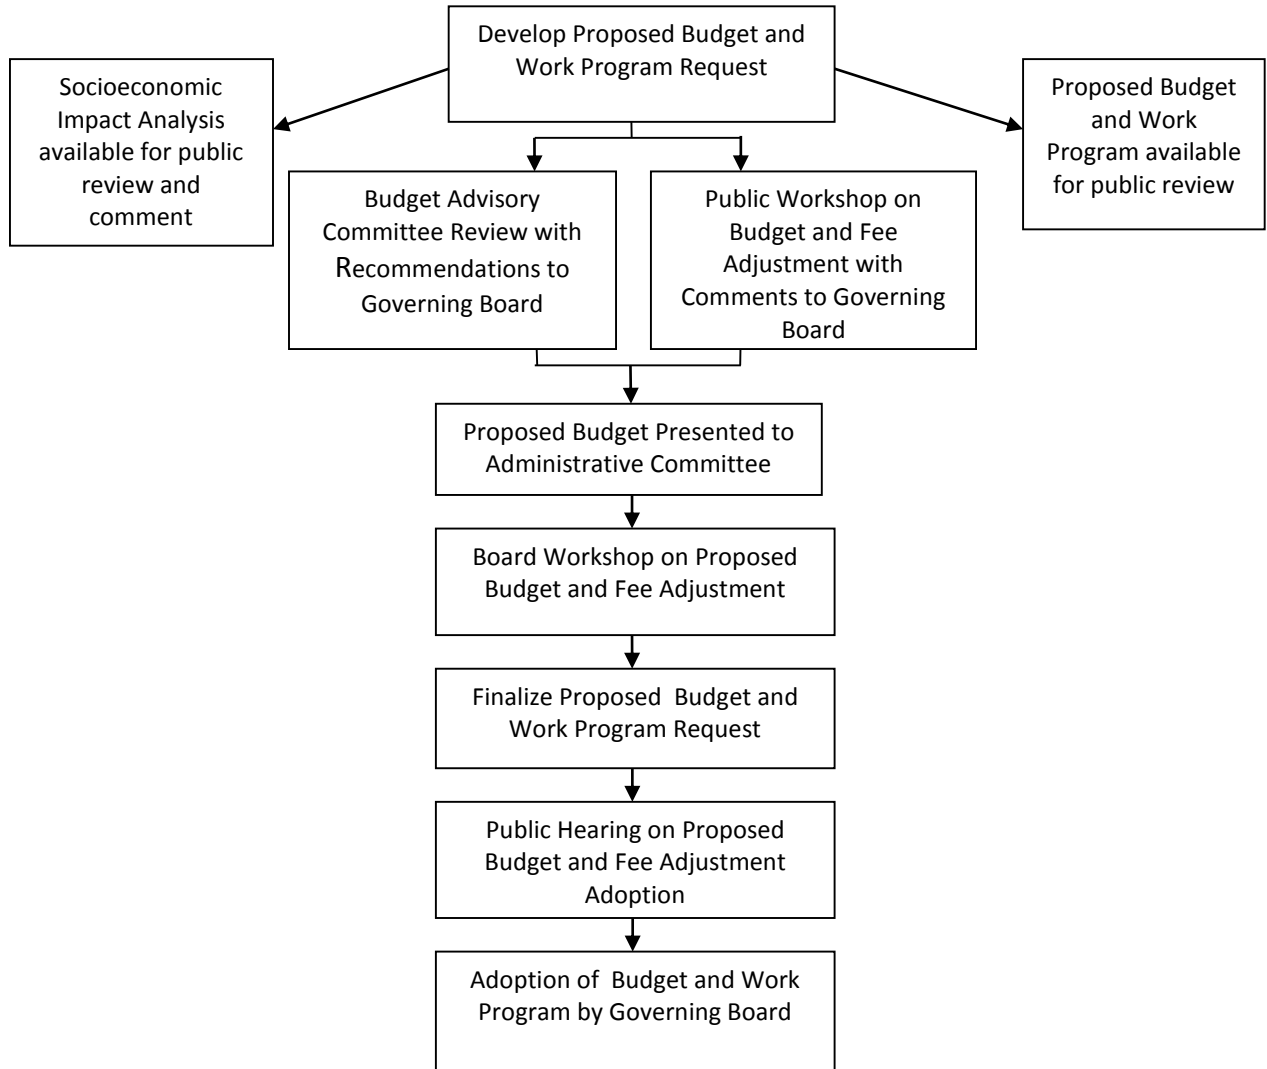 Develop Proposed Budget and
Work Program Request
Socioeconomic
Impact Analysis
available for public
review and
comment
Proposed Budget
and Work
Program available
for public review
Budget Advisory
Committee Review with
Recommendations to
Governing Board
Public Workshop on
Budget and Fee
Adjustment with
Comments to Governing
Board
Proposed Budget Presented to
Administrative Committee
Board Workshop on Proposed
Budget and Fee Adjustment
Finalize Proposed  Budget and
Work Program Request
Public Hearing on Proposed
Budget and Fee Adjustment
Adoption
Adoption of  Budget and Work
Program by Governing Board